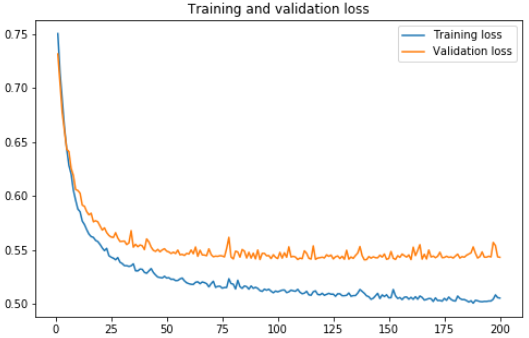 Training and validation loss
Training loss
Validation loss
0.75
0.70
0.65
0.60
0.55
0.50
0 25 50 75 100 125 150 175 200